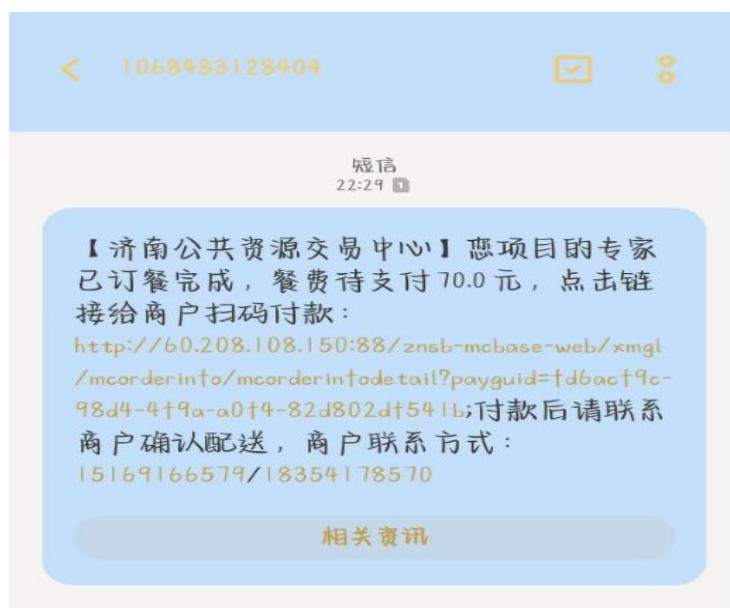 1068483128404
短信
22:29 1
【济南公共资源交易中心】您项目的专家
已订餐完成，餐费待支付70.0元，点击链
接给商户扫码付款：
http://60.208.108.150:88/znsb-mcbase-web/xmgl
/mcorderinfo/mcorderinfodetail?payguid=fd6acf9c-
98d4-4f9a-a0f4-82d802df541b;付款后请联系
商户确认配送，商户联系方式：
15169166579/18354178570
相关资讯